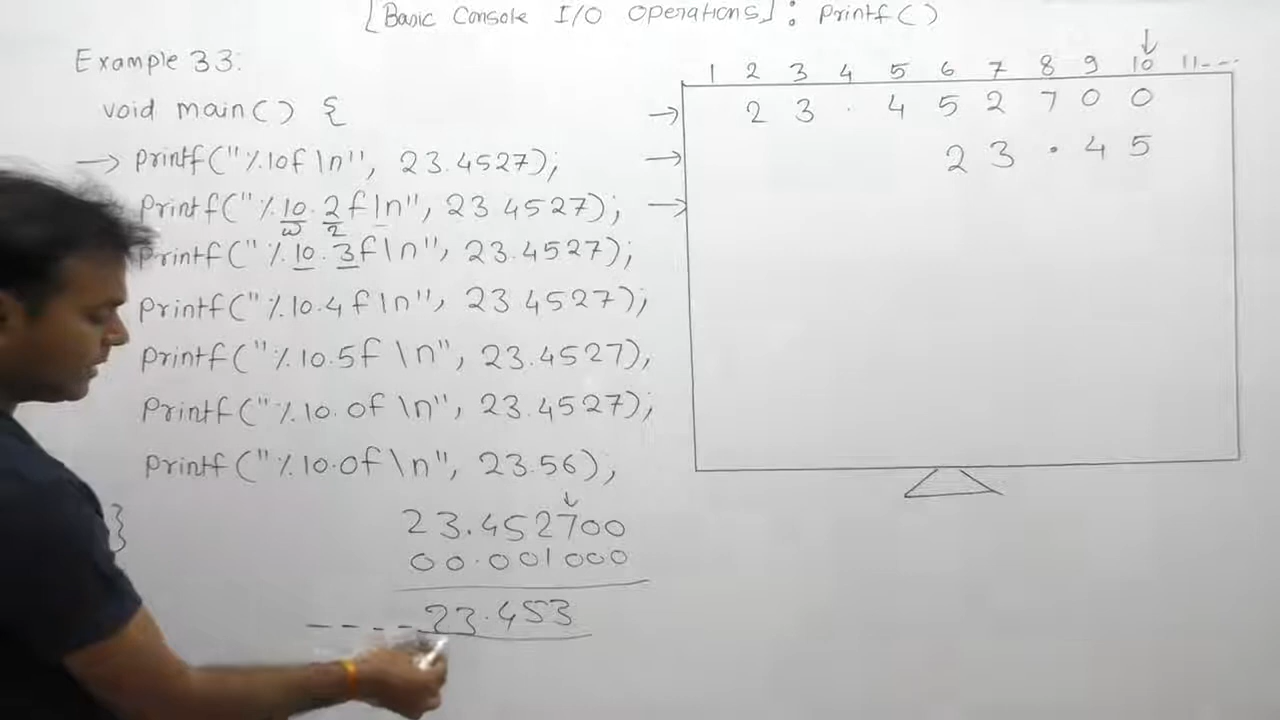 [Basic Console I/O Operations] : Printf()
Example 33:
void main() {
printf("%10f\n", 23.4527);
Printf("%10.2f\n", 23.4527);
w 2
Printf("%10.3f\n", 23.4527);
Printf("%10.4f\n", 23.4527);
Printf("%10.5f\n", 23.4527);
Printf("%10.0f\n", 23.4527);
Printf("%10.0f\n", 23.56);
}
23.452700
00.001000
23.453
1 2 3 4 5 6 7 8 9 10 11---
2 3 . 4 5 2 7 0 0
2 3 . 4 5